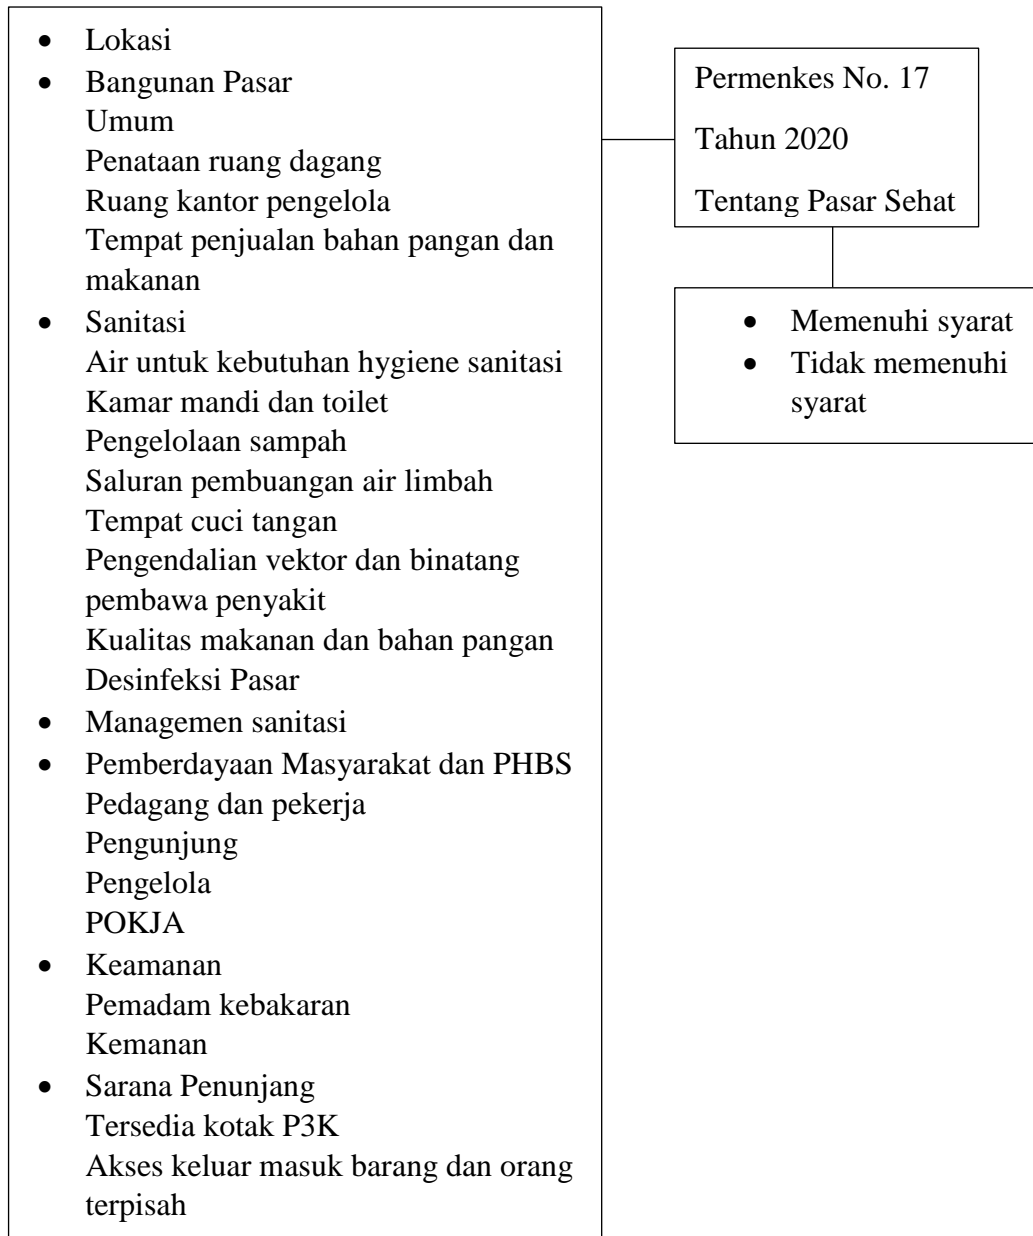 • Lokasi
• Bangunan Pasar
Umum
Penataan ruang dagang
Ruang kantor pengelola
Tempat penjualan bahan pangan dan
makanan
• Sanitasi
Air untuk kebutuhan hygiene sanitasi
Kamar mandi dan toilet
Pengelolaan sampah
Saluran pembuangan air limbah
Tempat cuci tangan
Pengendalian vektor dan binatang
pembawa penyakit
Kualitas makanan dan bahan pangan
Desinfeksi Pasar
• Managemen sanitasi
• Pemberdayaan Masyarakat dan PHBS
Pedagang dan pekerja
Pengunjung
Pengelola
POKJA
• Keamanan
Pemadam kebakaran
Kemanan
• Sarana Penunjang
Tersedia kotak P3K
Akses keluar masuk barang dan orang
terpisah
Permenkes No. 17
Tahun 2020
Tentang Pasar Sehat
• Memenuhi syarat
• Tidak memenuhi
syarat